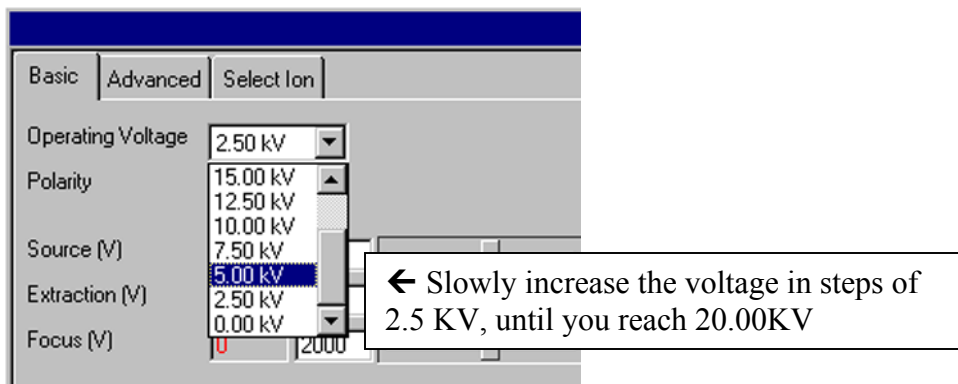 Basic Advanced Select Ion
Operating Voltage 2.50 kV
Polarity 15.00 kV
12.50 kV
10.00 kV
Source (V) 7.50 kV
5.00 kV
Extraction (V) 2.50 kV
0.00 kV
Focus (V) 0 2000
← Slowly increase the voltage in steps of
2.5 KV, until you reach 20.00KV